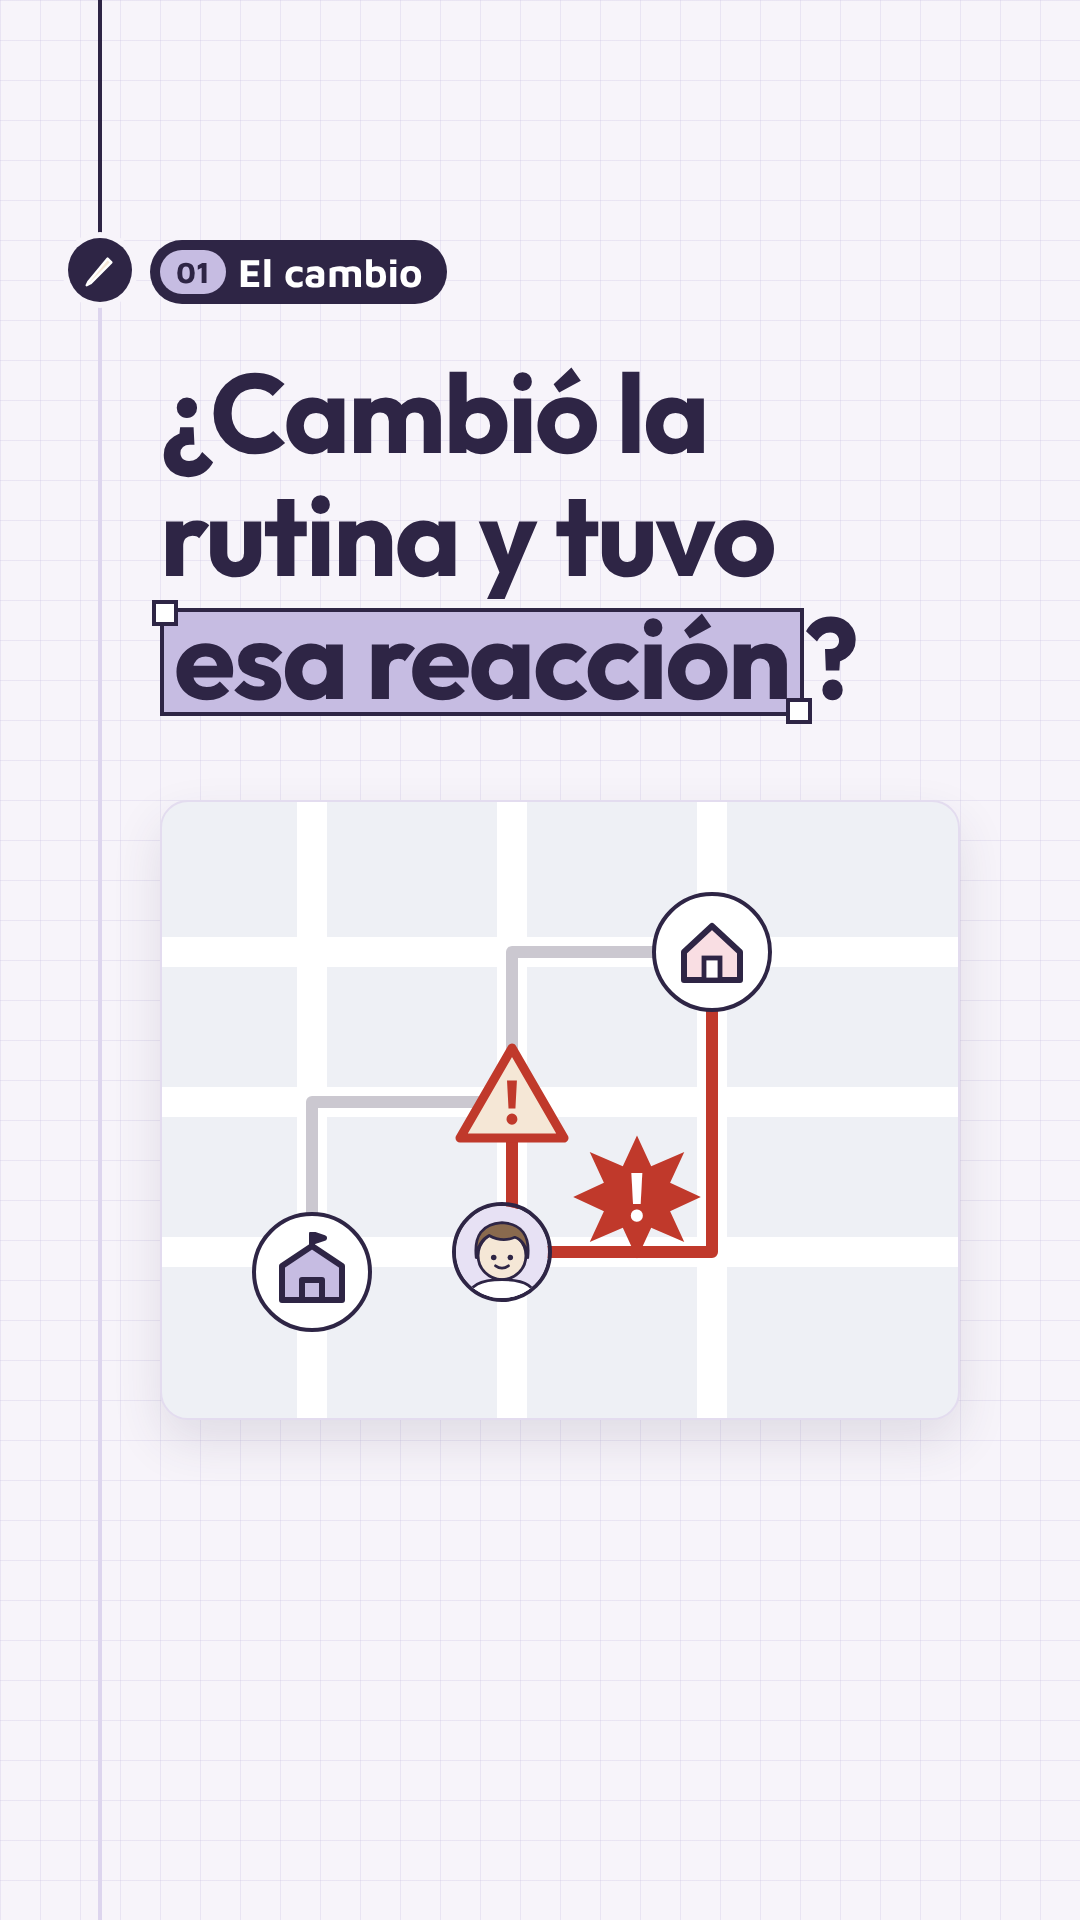 01 El cambio
¿Cambió la
rutina y tuvo
esa reacción?
!
!